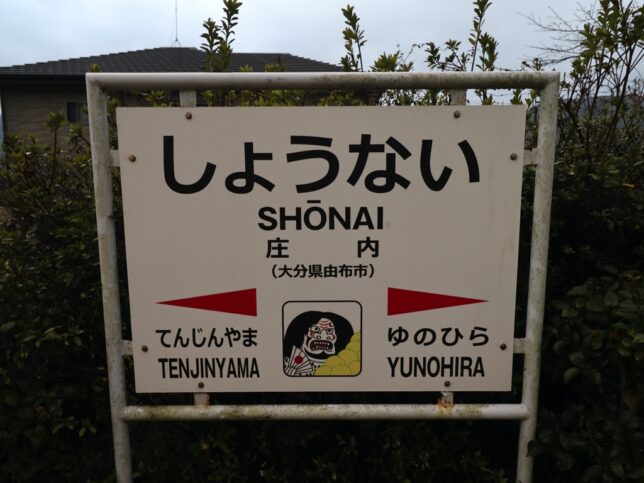 しょうない
SHŌNAI
庄 内
（大分県由布市）
てんじんやま
TENJINYAMA
ゆのひら
YUNOHIRA